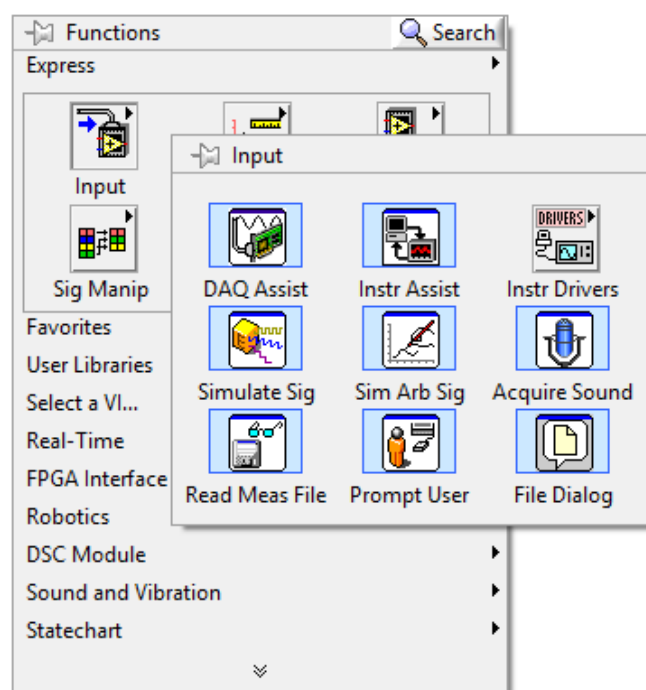 Functions
Search
Express
Input
Sig Manip
Input
DAQ Assist
Instr Assist
DRIVERS
Instr Drivers
Simulate Sig
Sim Arb Sig
Acquire Sound
Read Meas File
Prompt User
File Dialog
Favorites
User Libraries
Select a VI...
Real-Time
FPGA Interface
Robotics
DSC Module
Sound and Vibration
Statechart